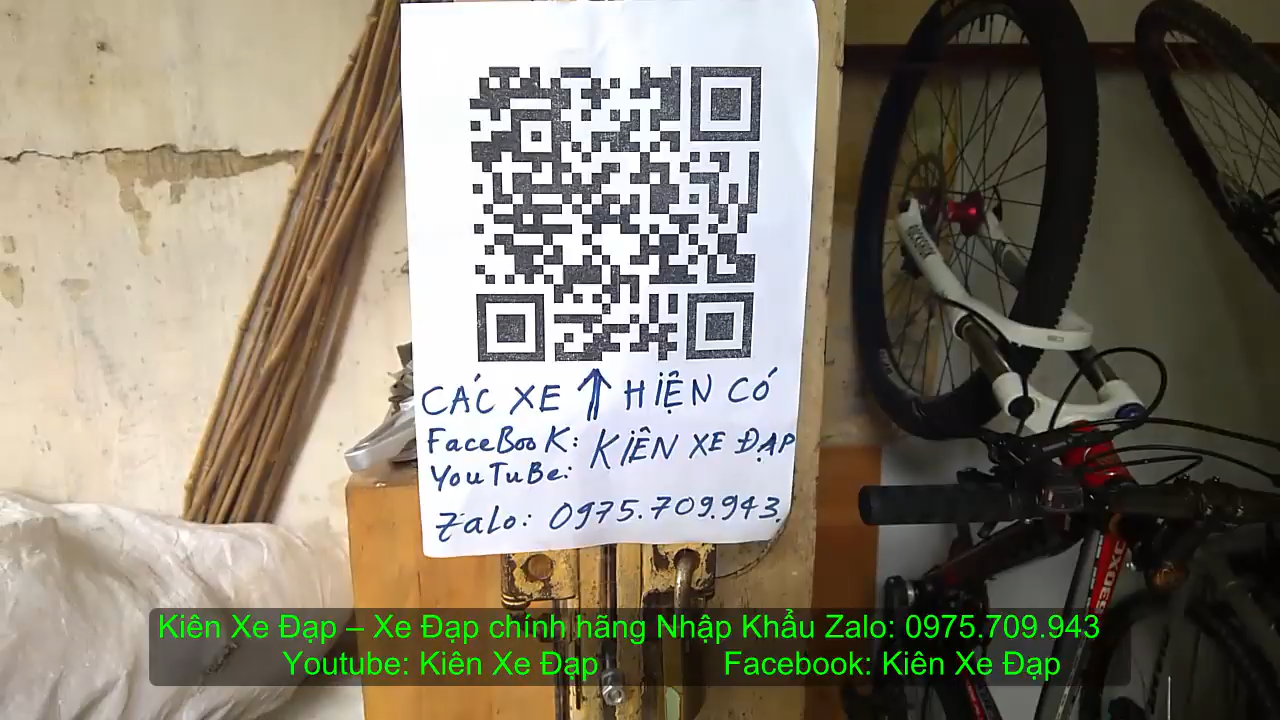 CÁC XE ↑ HIỆN CÓ
FaceBooK: KIÊN XE ĐẠP
YouTuBe:
Zalo: 0975.709.943.
Kiên Xe Đạp – Xe Đạp chính hãng Nhập Khẩu Zalo: 0975.709.943
Youtube: Kiên Xe Đạp Facebook: Kiên Xe Đạp